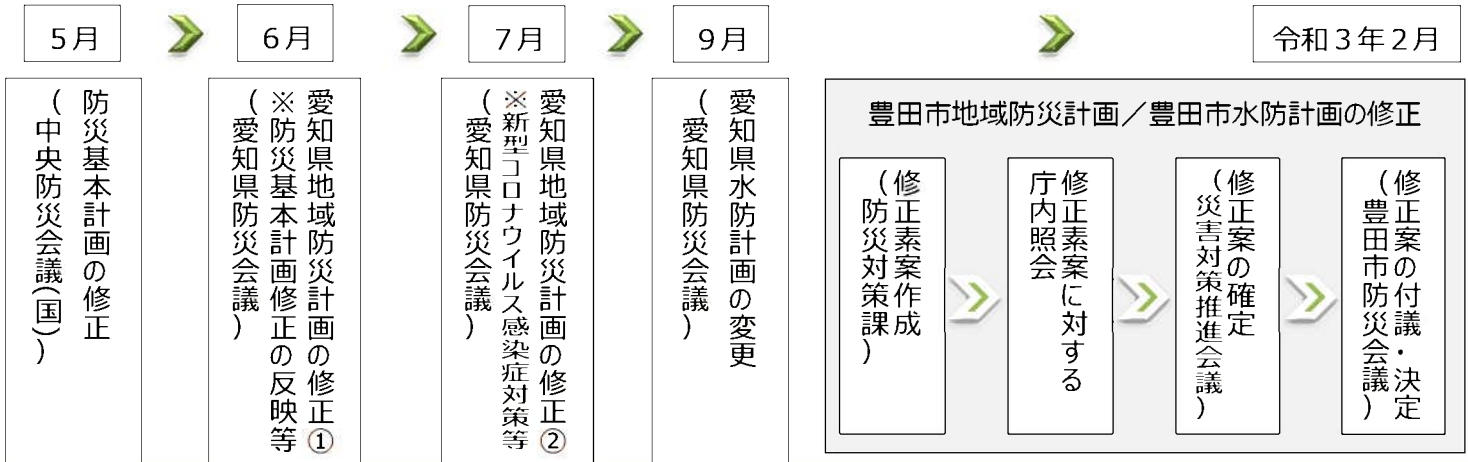 5月
6月
7月
9月
令和3年2月
防災基本計画の修正
(中央防災会議(国))
愛知県地域防災計画の修正①
※防災基本計画修正の反映等
(愛知県防災会議)
愛知県地域防災計画の修正②
※新型コロナウイルス感染症対策等
(愛知県防災会議)
愛知県水防計画の変更
(愛知県防災会議)
豊田市地域防災計画/豊田市水防計画の修正
修正素案作成
(防災対策課)
修正素案に対する
庁内照会
修正案の確定
(災害対策推進会議)
修正案の付議・決定
(豊田市防災会議)